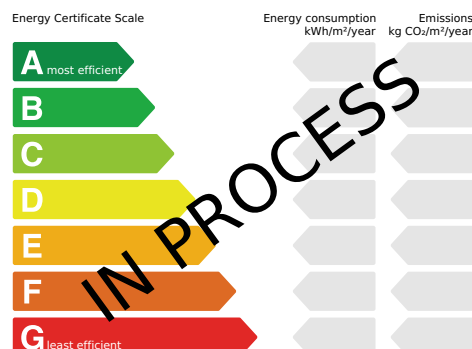 Energy Certificate Scale
Energy consumption
kWh/m²/year
Emissions
kg CO₂/m²/year
A most efficient
B
C
D
E
F
G least efficient
IN PROCESS